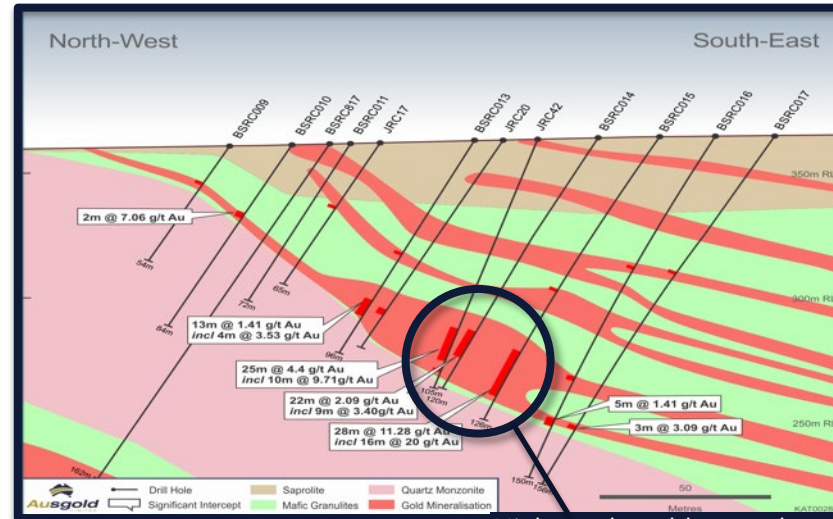 North-West
South-East
BSRC009
BSRC010
BSRC817
BSRC011
JRC17
BSRC013
JRC20
JRC42
BSRC014
BSRC015
BSRC016
BSRC017
350m RL
2m @ 7.06 g/t Au
54m
84m
72m
65m
300m RL
13m @ 1.41 g/t Au
incl 4m @ 3.53 g/t Au
96m
25m @ 4.4 g/t Au
incl 10m @ 9.71g/t Au
105m
120m
22m @ 2.09 g/t Au
incl 9m @ 3.40g/t Au
126m
28m @ 11.28 g/t Au
incl 16m @ 20 g/t Au
5m @ 1.41 g/t Au
3m @ 3.09 g/t Au
250m RL
162m
150m
156m
Ausgold
LIMITED
Drill Hole
Significant Intercept
Saprolite
Mafic Granulites
Quartz Monzonite
Gold Mineralisation
50
Metres